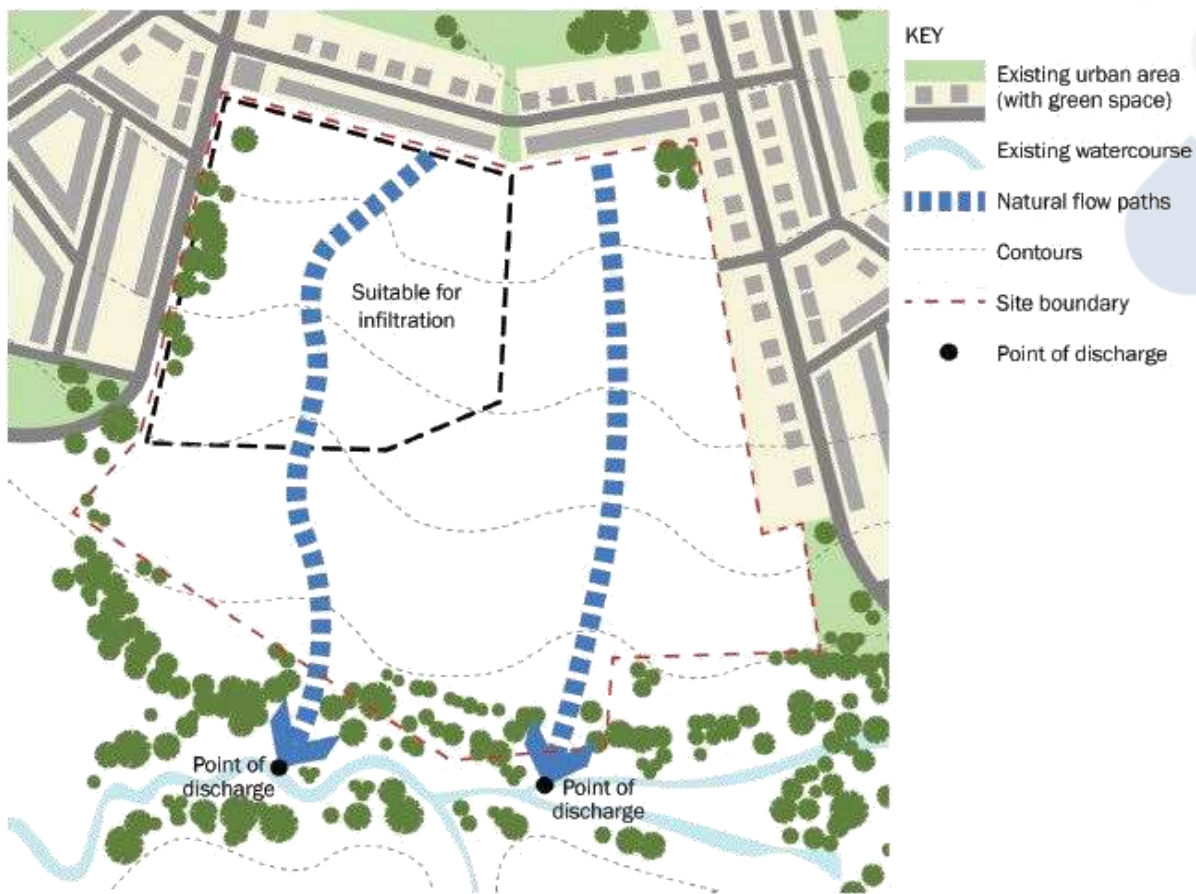 KEY
Existing urban area
(with green space)
Existing watercourse
Natural flow paths
Contours
Site boundary
Point of discharge
Suitable for
infiltration
Point of
discharge
Point of
discharge